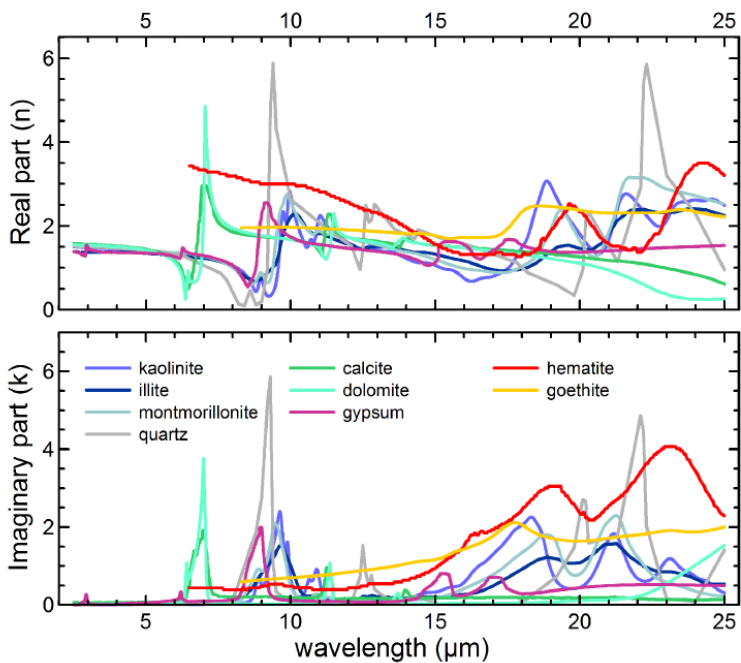 5 10 15 20 25
6
4
2
0
Real part (n)
6
4
2
0
Imaginary part (k)
kaolinite calcite hematite
illite dolomite goethite
montmorillonite gypsum
quartz
5 10 15 20 25
wavelength (µm)